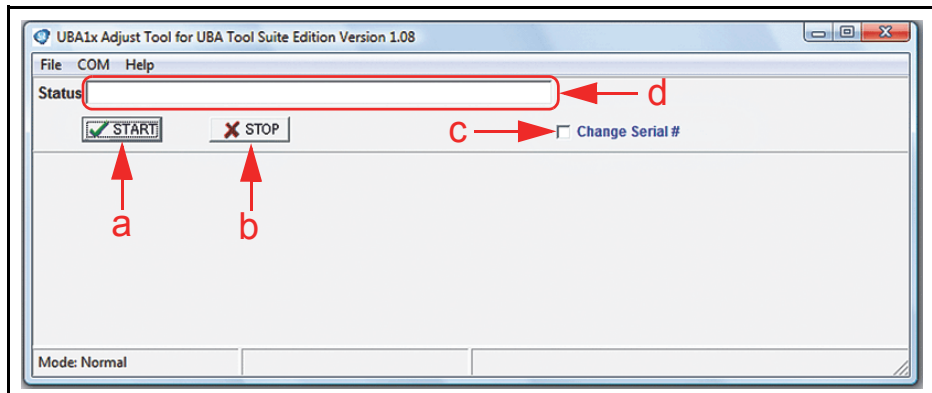 UBA1x Adjust Tool for UBA Tool Suite Edition Version 1.08
File COM Help
Status d
START STOP c Change Serial #
a b
Mode: Normal